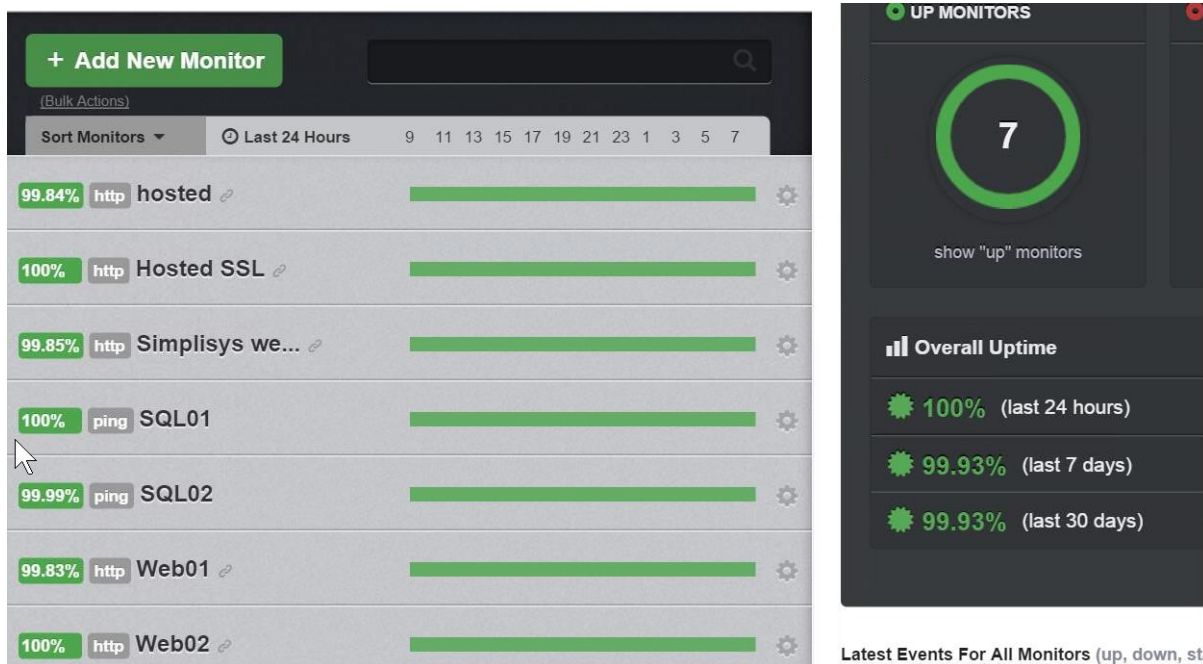 + Add New Monitor
(Bulk Actions)
Sort Monitors Last 24 Hours 9 11 13 15 17 19 21 23 1 3 5 7
99.84% http hosted
100% http Hosted SSL
99.85% http Simplisys we...
100% ping SQL01
99.99% ping SQL02
99.83% http Web01
100% http Web02
UP MONITORS
7
show "up" monitors
Overall Uptime
100% (last 24 hours)
99.93% (last 7 days)
99.93% (last 30 days)
Latest Events For All Monitors (up, down, st